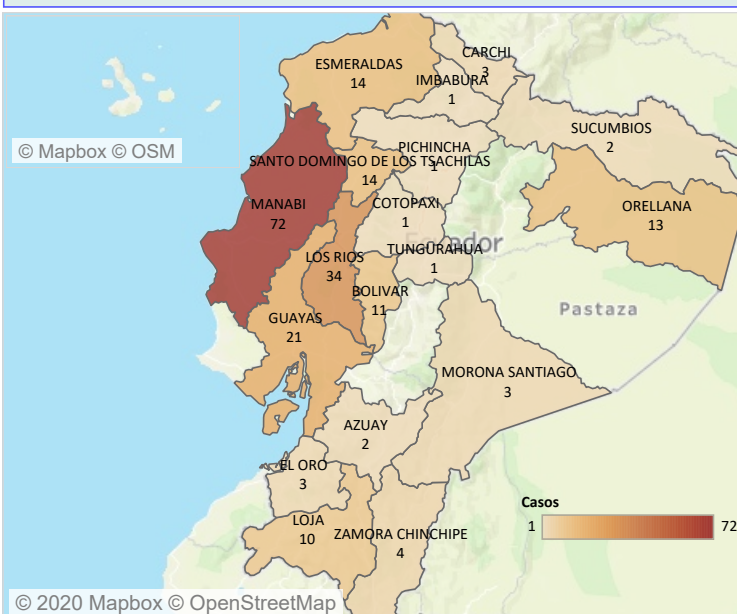 CARCHI
3
ESMERALDAS
14
IMBABURA
1
SUCUMBIOS
2
© Mapbox © OSM
PICHINCHA
1
SANTO DOMINGO DE LOS TSACHILAS
14
MANABI
72
COTOPAXI
1
ORELLANA
13
Ecuador
TUNGURAHUA
1
LOS RIOS
34
BOLIVAR
11
Pastaza
GUAYAS
21
MORONA SANTIAGO
3
AZUAY
2
EL ORO
3
Casos
1
72
LOJA
10
ZAMORA CHINCHIPE
4
© 2020 Mapbox © OpenStreetMap